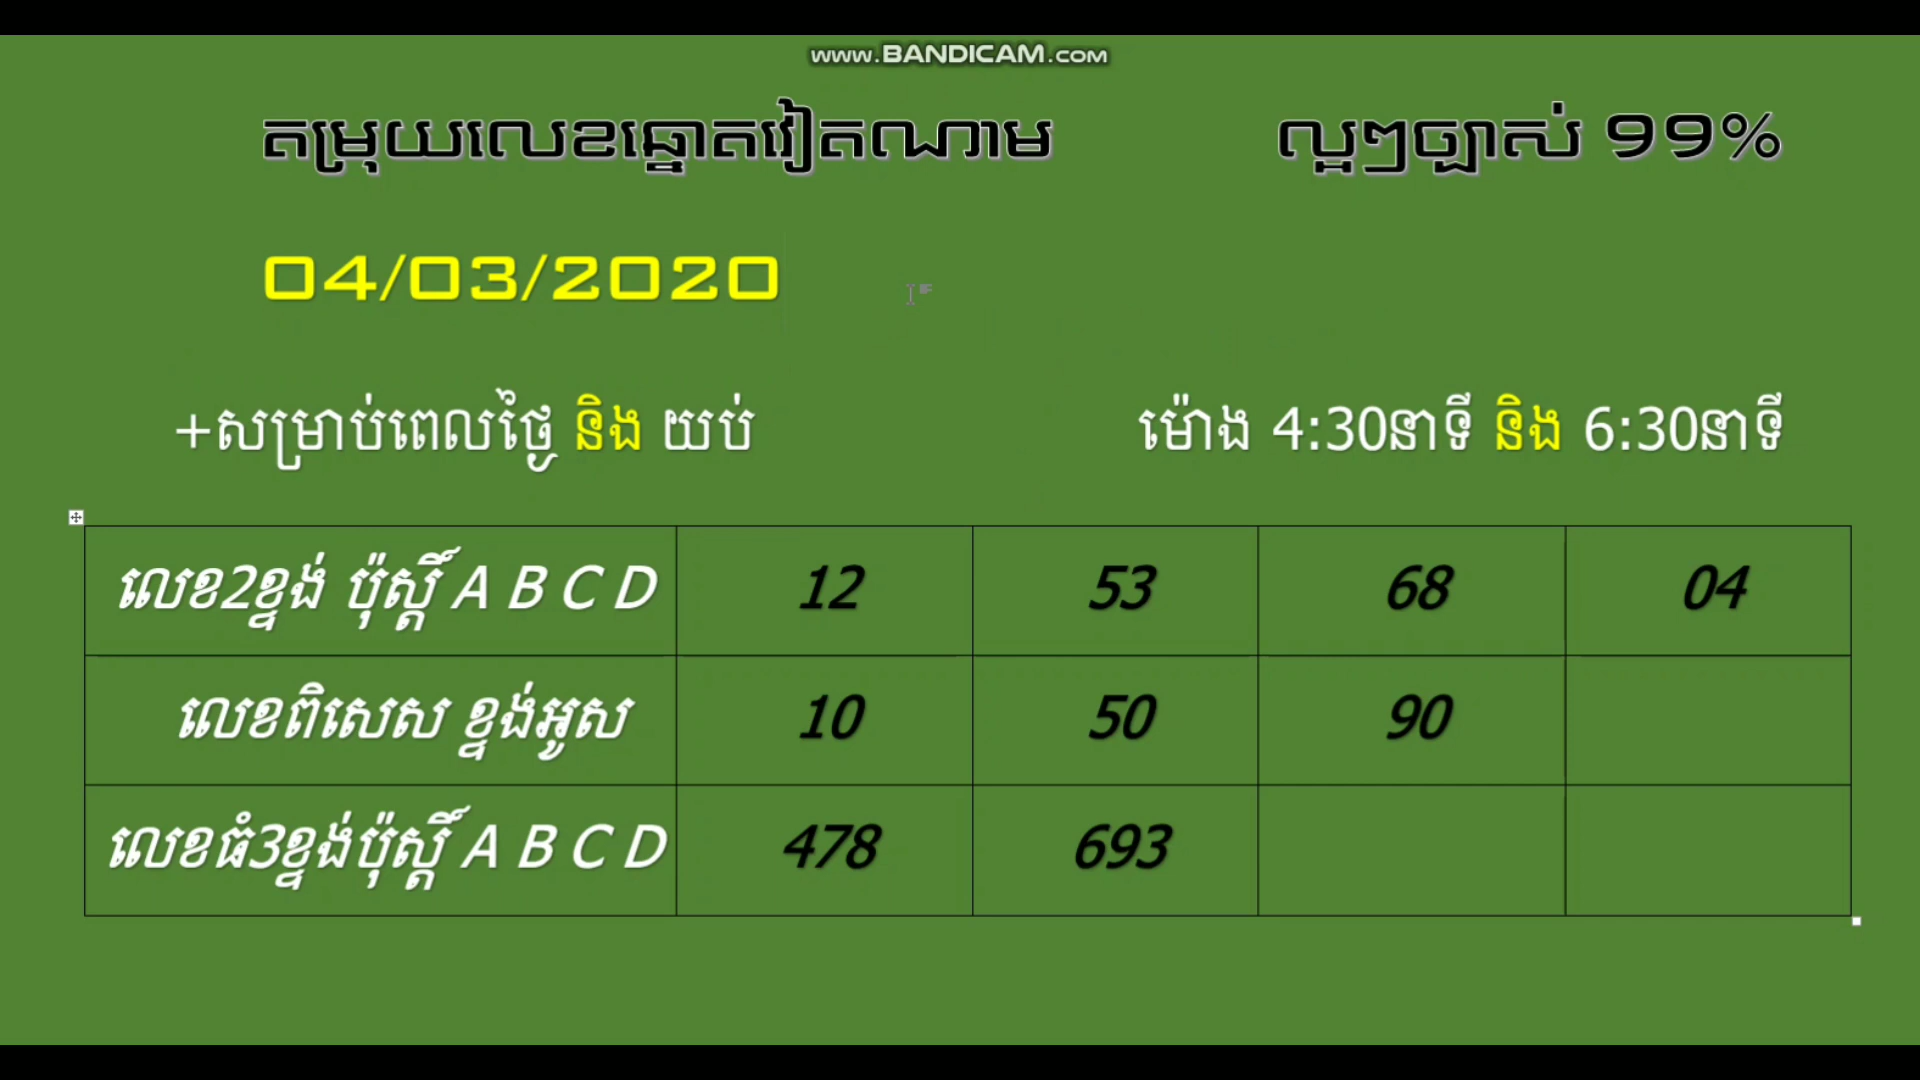 www.BANDICAM.com
តម្រុយលេខឆ្នោតវៀតណាម ល្អៗច្បាស់ ១១%
04/03/2020
+សម្រាប់ពេលថ្ងៃ និង យប់ ម៉ោង 4:30នាទី និង 6:30នាទី
លេខ2ខ្ទង់ ប៉ុស្តិ៍ A B C D 12 53 68 04
លេខពិសេស ខ្ទង់អូស 10 50 90
លេខធំ3ខ្ទង់ប៉ុស្តិ៍ A B C D 478 693